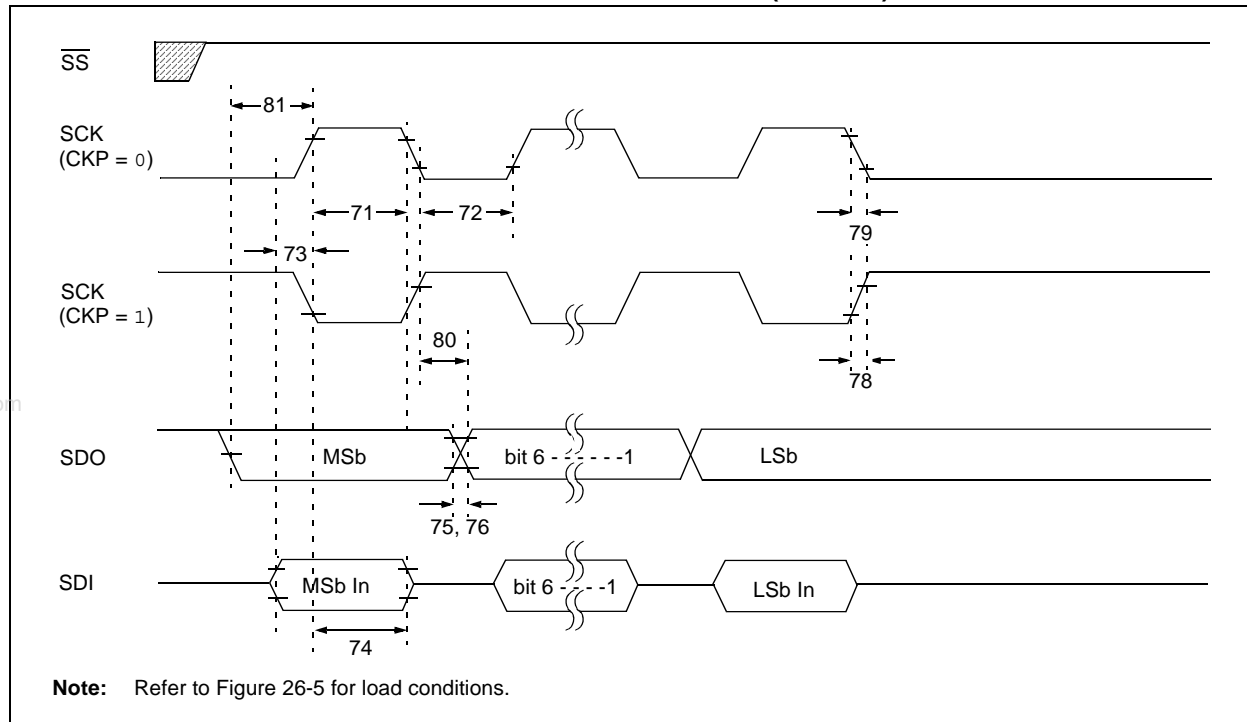 SS
81
SCK
(CKP = 0)
71
72
79
73
SCK
(CKP = 1)
80
78
SDO
MSb
bit 6 - - - - - - -1
LSb
75, 76
SDI
MSb In
bit 6 - - - - -1
LSb In
74
Note: Refer to Figure 26-5 for load conditions.